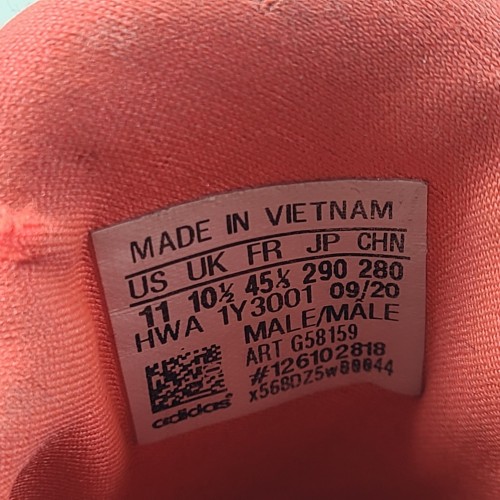 MADE IN VIETNAM
US UK FR JP CHN
11 10½ 45⅓ 290 280
HWA 1Y3001 09/20
MALE/MÂLE
ART G58159
#126102818
x568DZ5w80044
adidas